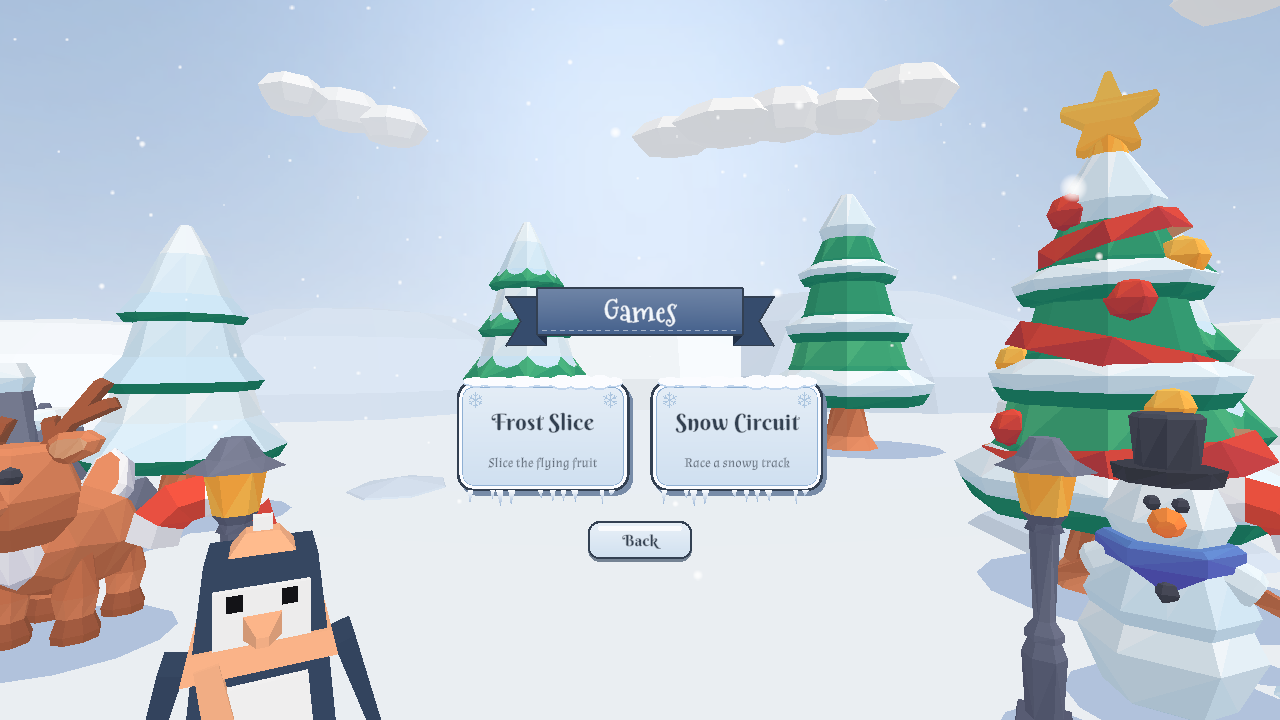 Games
Frost Slice
Slice the flying fruit
Snow Circuit
Race a snowy track
Back